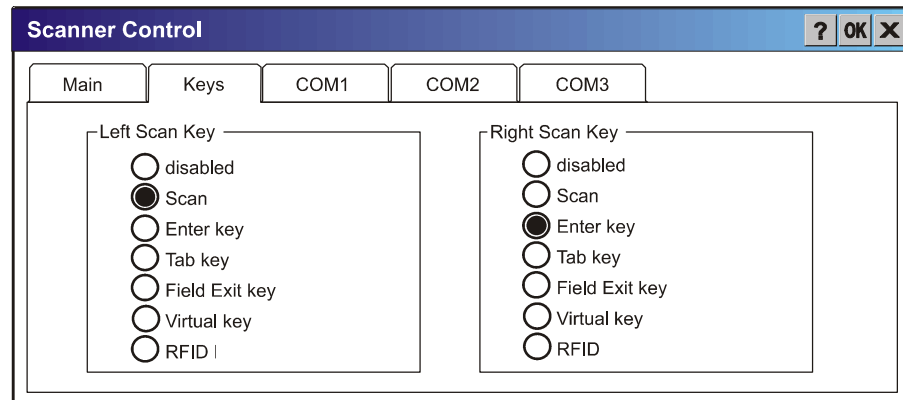 Scanner Control ? OK X
Main Keys COM1 COM2 COM3
Left Scan Key
disabled
Scan
Enter key
Tab key
Field Exit key
Virtual key
RFID
Right Scan Key
disabled
Scan
Enter key
Tab key
Field Exit key
Virtual key
RFID